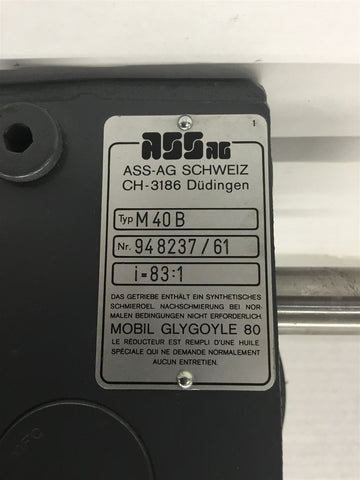 1
ASS AG
ASS-AG SCHWEIZ
CH-3186 Düdingen
Typ M 40 B
Nr. 948237/61
i=83:1
DAS GETRIEBE ENTHÄLT EIN SYNTHETISCHES
SCHMIEROEL. NACHSCHMIERUNG BEI NOR-
MALEN BEDINGUNGEN NICHT ERFORDERLICH.
MOBIL GLYGOYLE 80
LE RÉDUCTEUR EST REMPLI D'UNE HUILE
SPÉCIALE QUI NE DEMANDE NORMALEMENT
AUCUN ENTRETIEN.